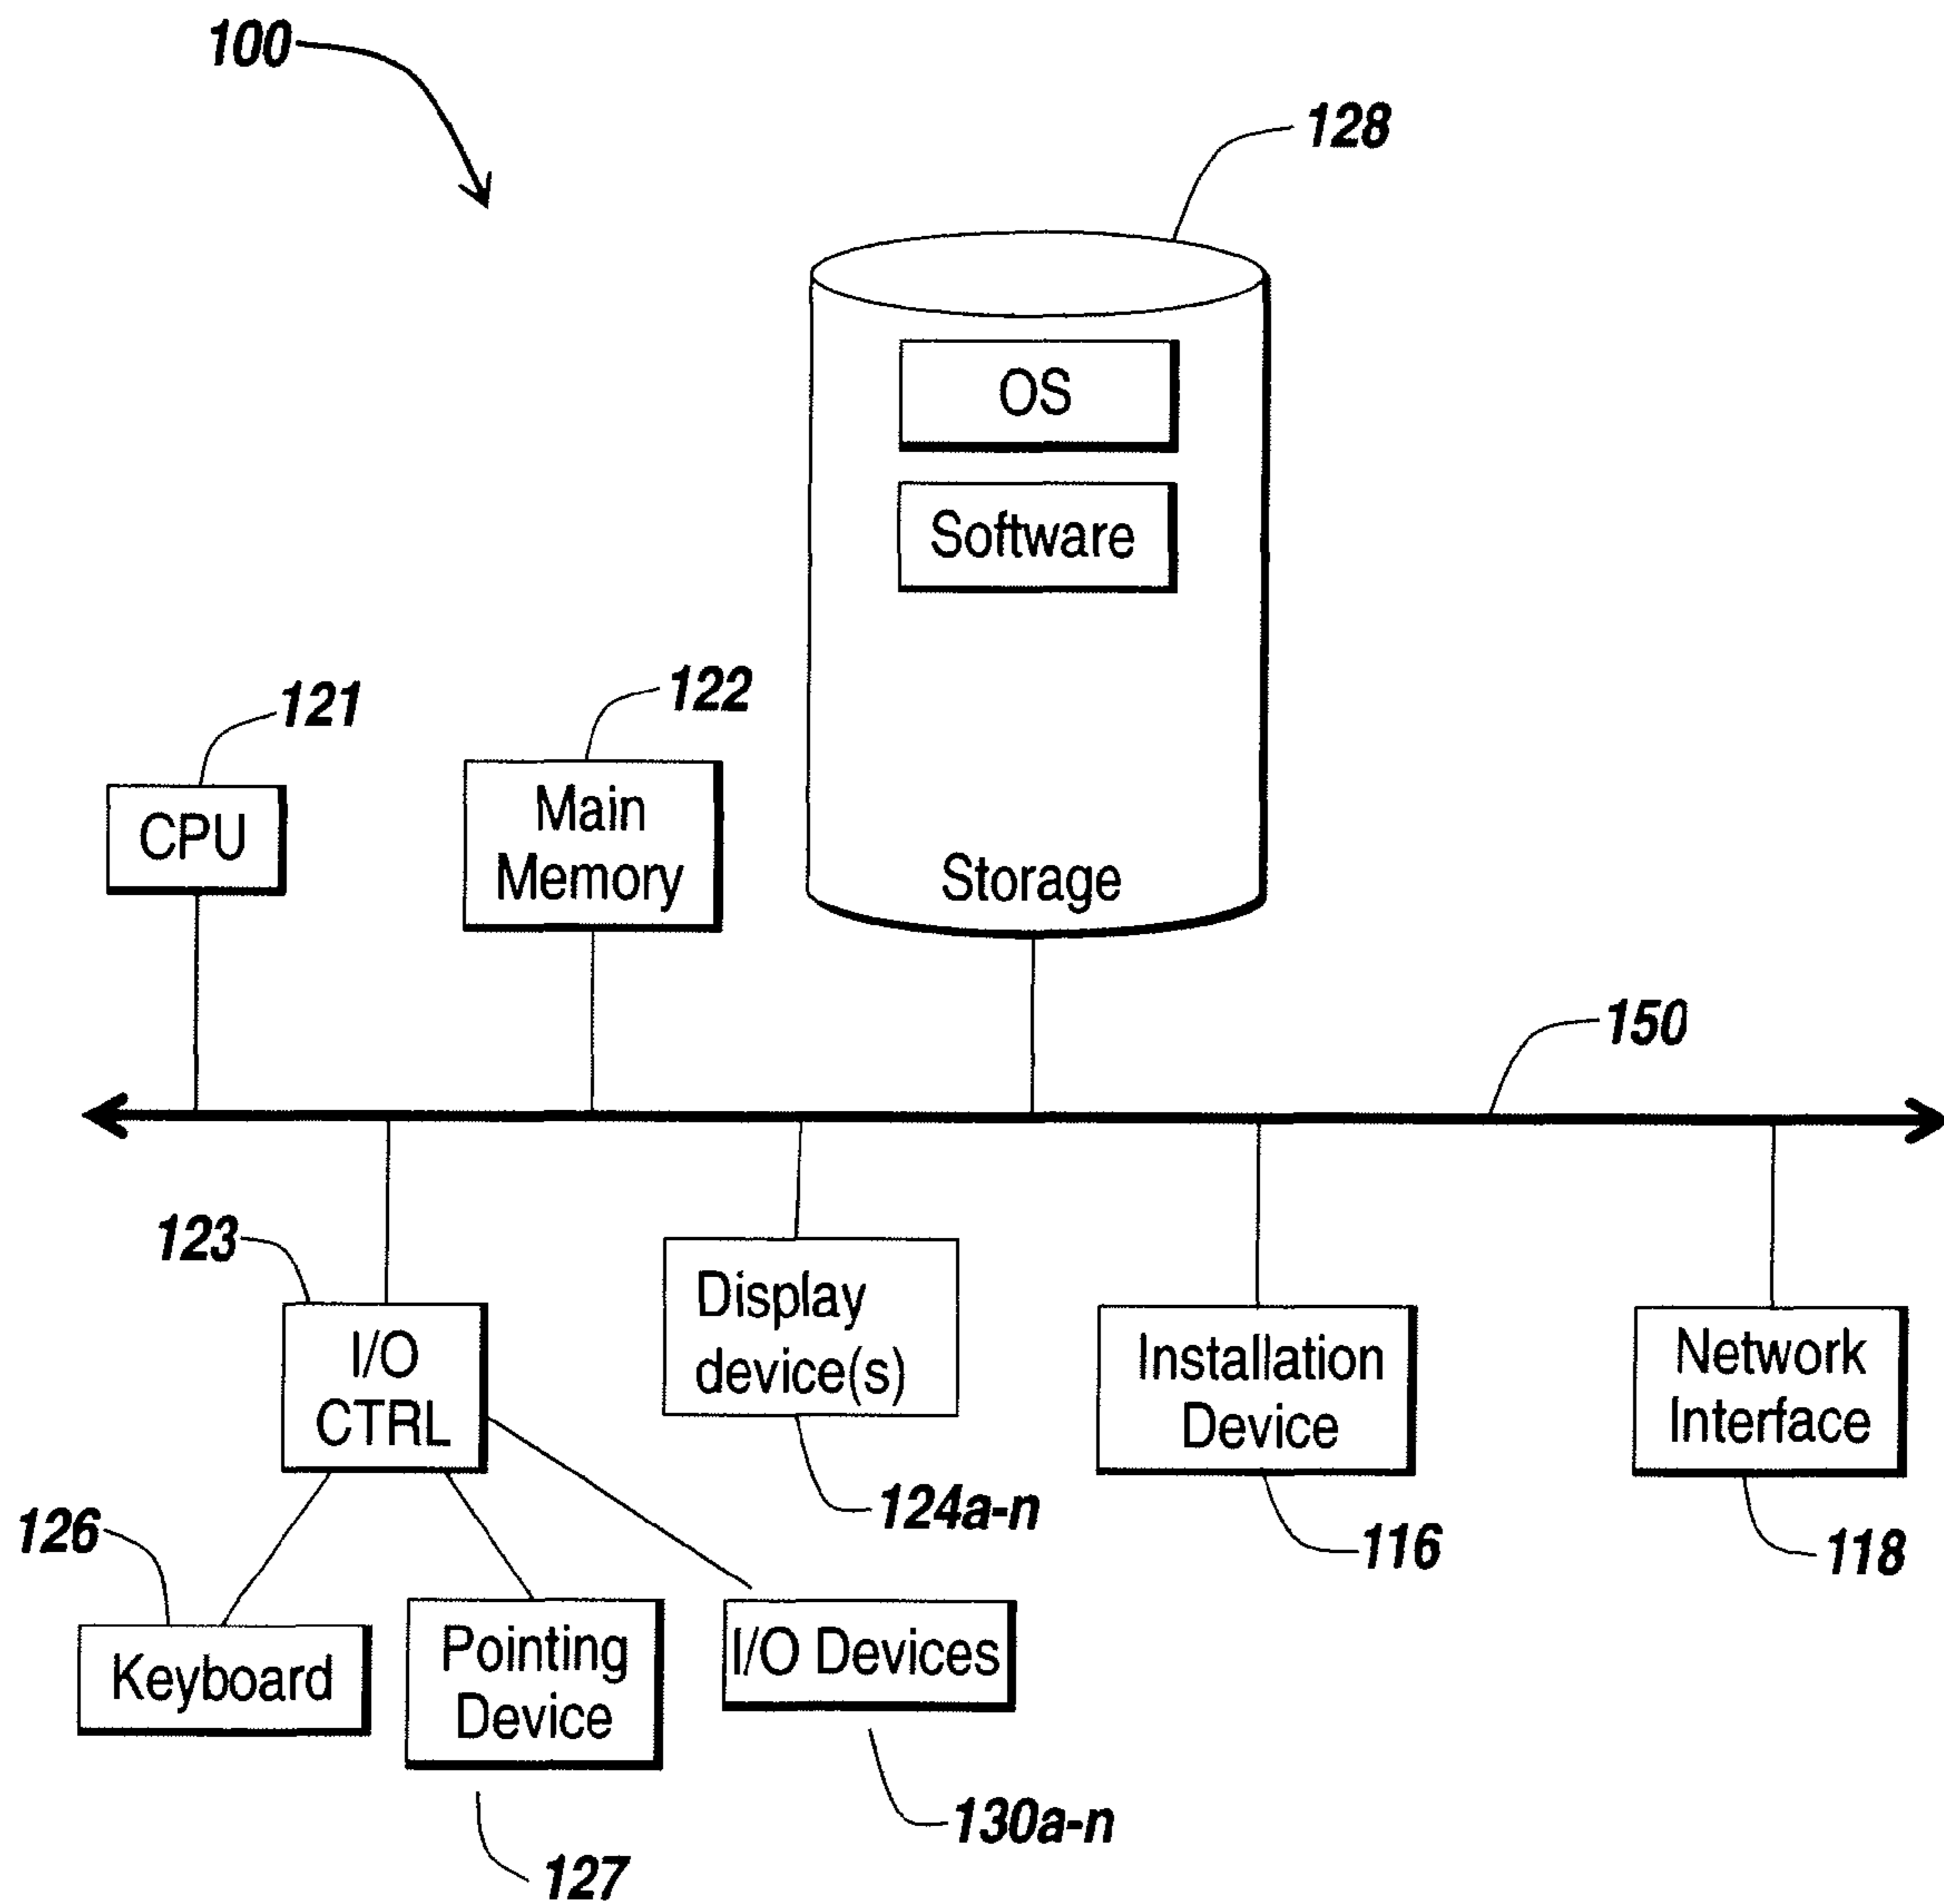 100
128
OS
Software
121
122
CPU
Main
Memory
Storage
150
123
I/O
CTRL
Display
device(s)
Installation
Device
Network
Interface
124a-n
116
118
126
Keyboard
Pointing
Device
I/O Devices
130a-n
127